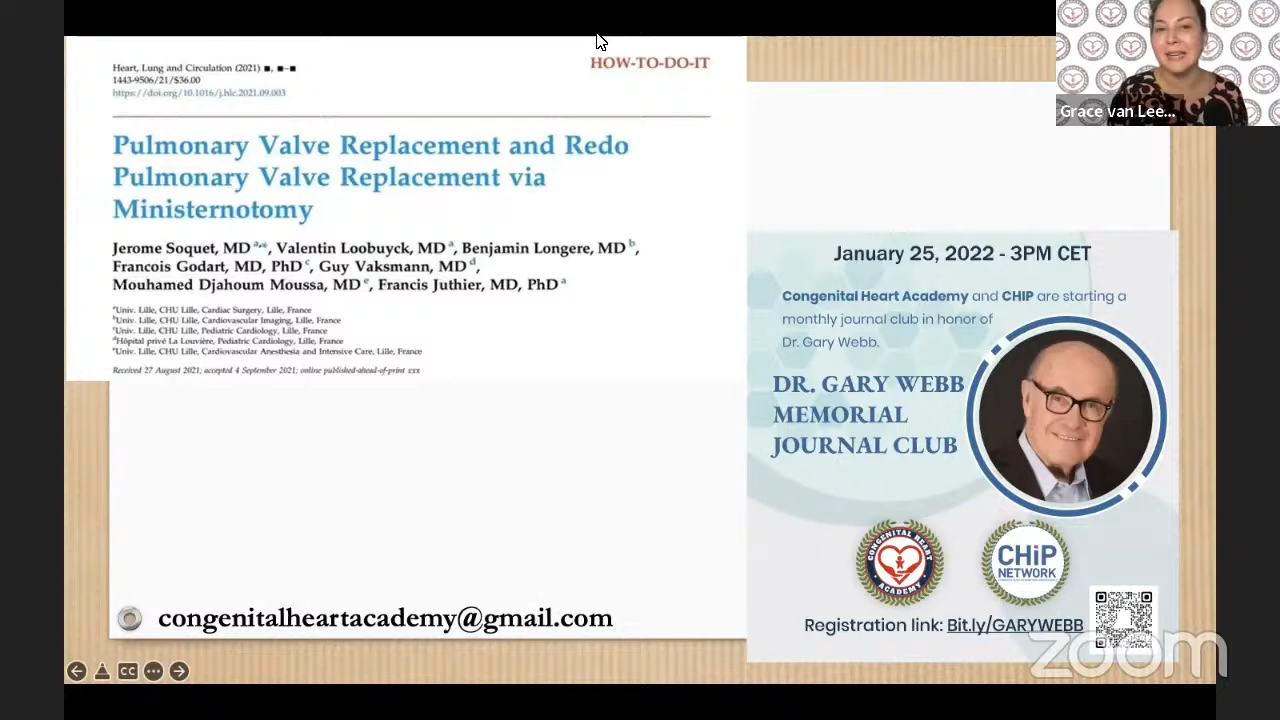 Heart, Lung and Circulation (2021) ■, ■–■
1443-9506/21/$36.00
https://doi.org/10.1016/j.hlc.2021.09.003
HOW-TO-DO-IT
Pulmonary Valve Replacement and Redo
Pulmonary Valve Replacement via
Ministernotomy
Jerome Soquet, MD a,*, Valentin Loobuyck, MD a, Benjamin Longere, MD b,
Francois Godart, MD, PhD c, Guy Vaksmann, MD d,
Mouhamed Djahoum Moussa, MD e, Francis Juthier, MD, PhD a
aUniv. Lille, CHU Lille, Cardiac Surgery, Lille, France
bUniv. Lille, CHU Lille, Cardiovascular Imaging, Lille, France
cUniv. Lille, CHU Lille, Pediatric Cardiology, Lille, France
dHôpital privé La Louvière, Pediatric Cardiology, Lille, France
eUniv. Lille, CHU Lille, Cardiovascular Anesthesia and Intensive Care, Lille, France
Received 27 August 2021; accepted 4 September 2021; online published-ahead-of-print xxx
congenitalheartacademy@gmail.com
Grace van Lee...
January 25, 2022 - 3PM CET
Congenital Heart Academy and CHIP are starting a
monthly journal club in honor of
Dr. Gary Webb.
DR. GARY WEBB
MEMORIAL
JOURNAL CLUB
CONGENITAL HEART
ACADEMY
CHiP
NETWORK
Registration link: Bit.ly/GARYWEBB
CC
zoom